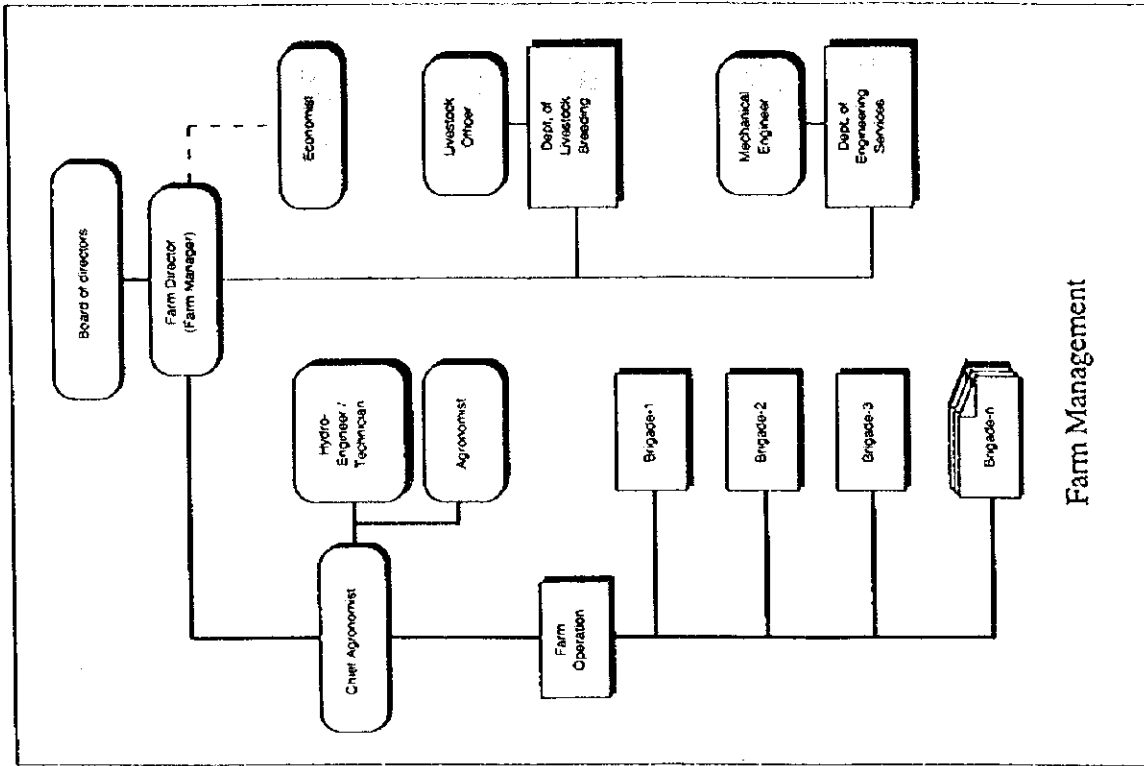 Board of directors
Farm Director
(Farm Manager)
Economist
Chief Agronomist
Hydro-
Engineer /
Technician
Agronomist
Livestock
Officer
Dept. of
Livestock
Breeding
Mechanical
Engineer
Dept. of
Engineering
Services
Farm
Operation
Brigade-1
Brigade-2
Brigade-3
Brigade-n
Farm Management